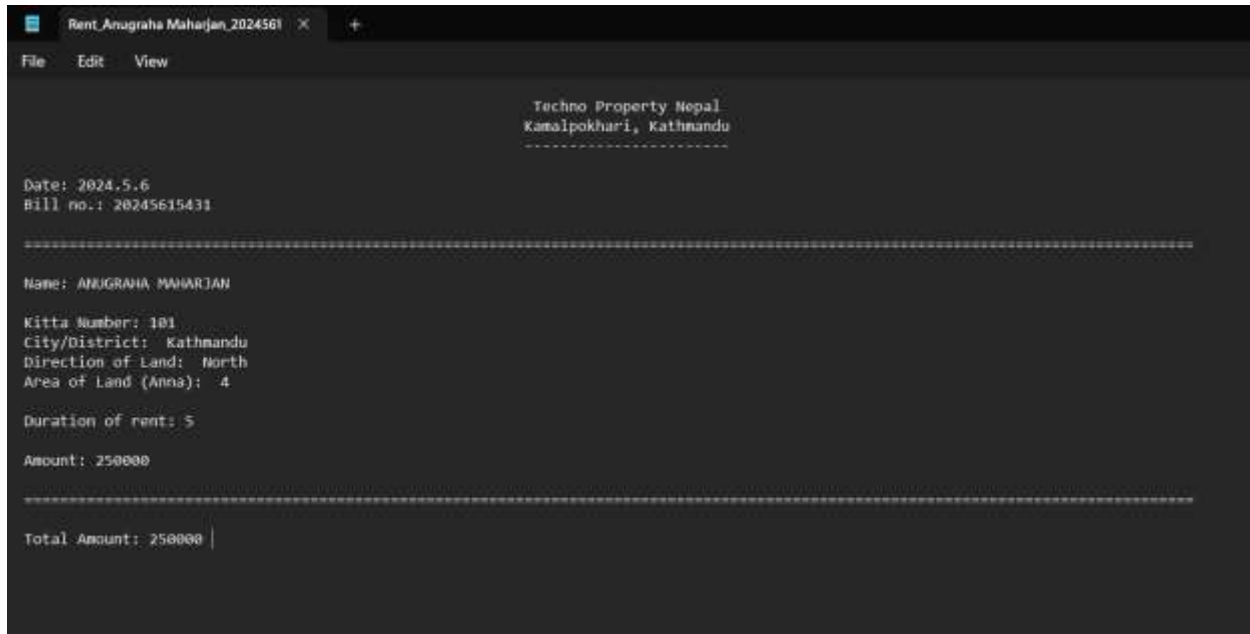 Rent_Anugraha Maharjan_2024561
File Edit View
Techno Property Nepal
Kamalpokhari, Kathmandu
-----------------------
Date: 2024.5.6
Bill no.: 20245615431
====================================================================================================================================
Name: ANUGRAHA MAHARJAN
Kitta Number: 101
City/District: Kathmandu
Direction of Land: North
Area of Land (Anna): 4
Duration of rent: 5
Amount: 250000
====================================================================================================================================
Total Amount: 250000